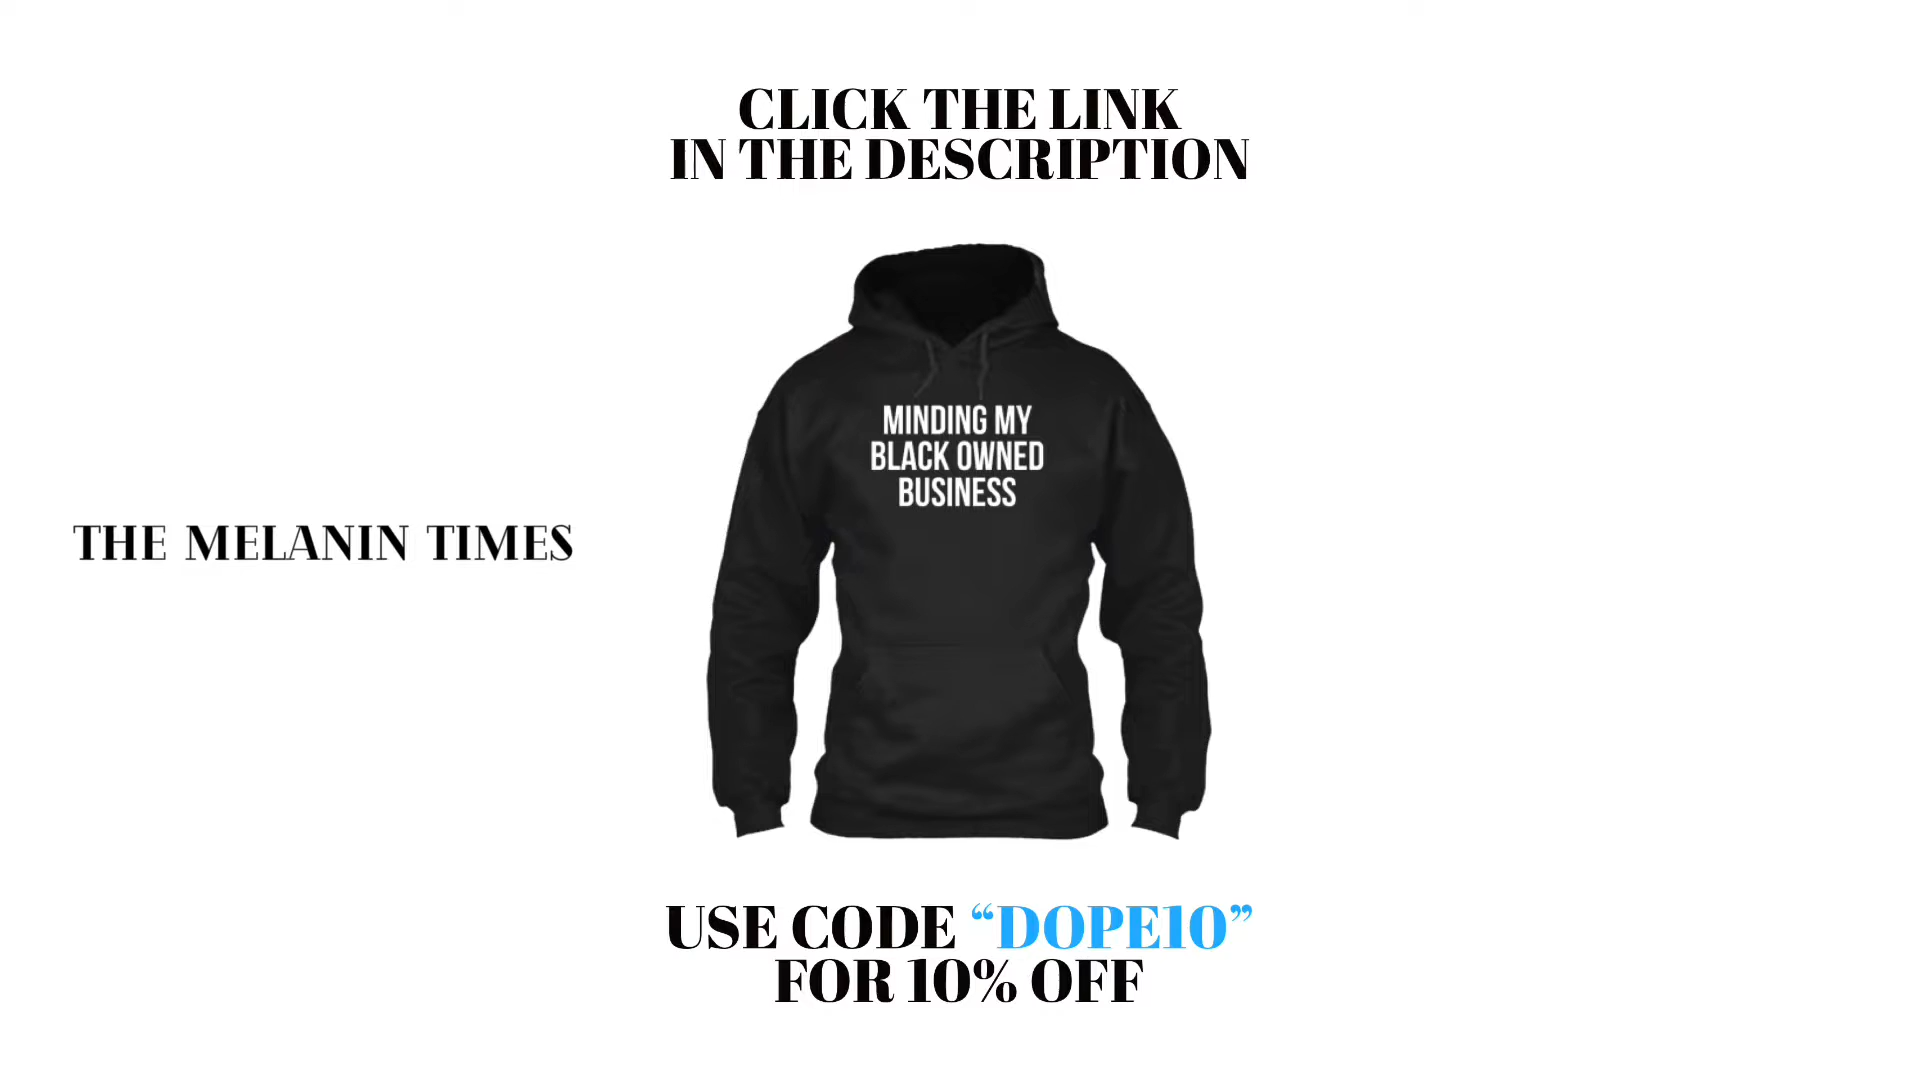 CLICK THE LINK
IN THE DESCRIPTION
MINDING MY
BLACK OWNED
BUSINESS
THE MELANIN TIMES
USE CODE “DOPE10”
FOR 10% OFF